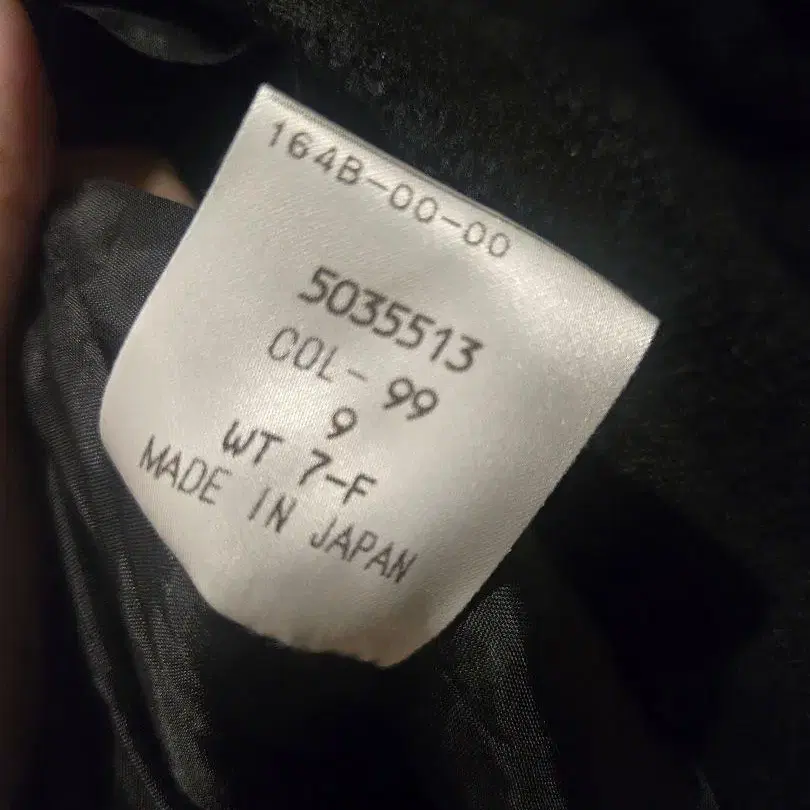 164B-00-00
5035513
COL- 99
9
WT 7-F
MADE IN JAPAN